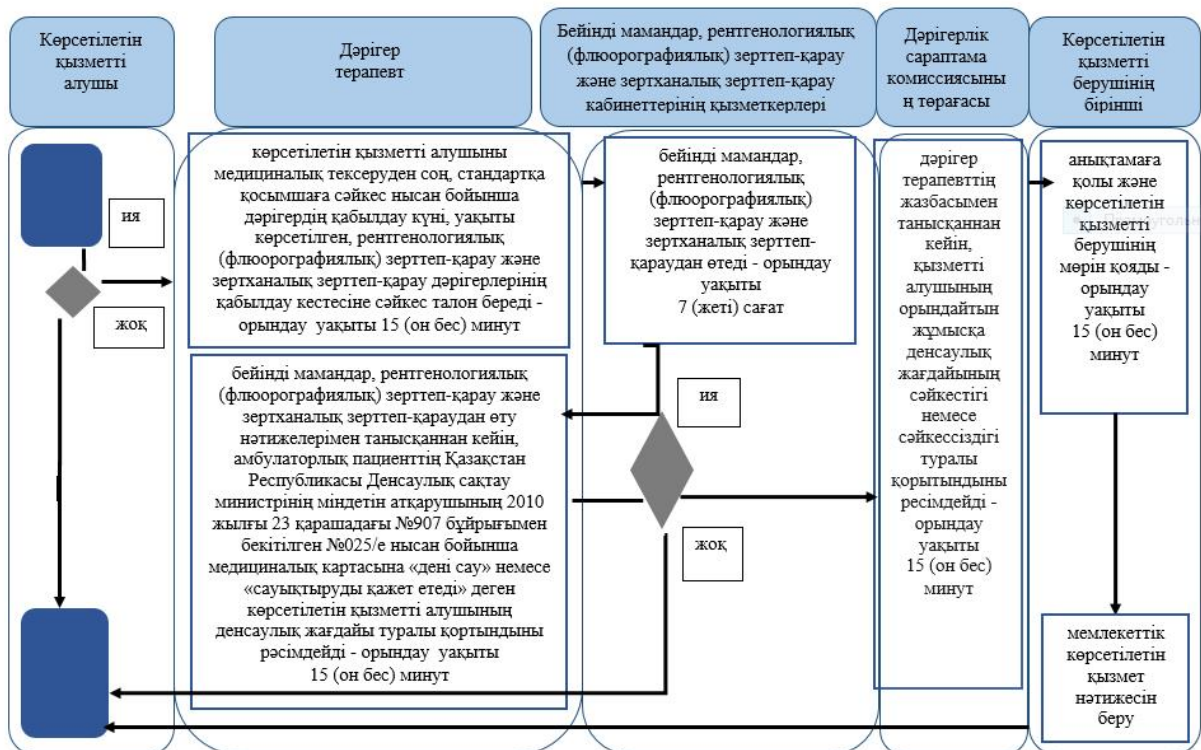 Көрсетілетін
қызметті
алушы
Дәрігер
терапевт
Бейінді мамандар, рентгенологиялық
(флюорографиялық) зерттеп-қарау
және зертханалық зерттеп-қарау
кабинеттерінің қызметкерлері
Дәрігерлік
сараптама
комиссиясыны
ң төрағасы
Көрсетілетін
қызметті
берушінің
бірінші
ия
жоқ
көрсетілетін қызметті алушыны
медициналық тексеруден соң, стандартқа
қосымшаға сәйкес нысан бойынша
дәрігердің қабылдау күні, уақыты
көрсетілген, рентгенологиялық
(флюорографиялық) зерттеп-қарау және
зертханалық зерттеп-қарау дәрігерлерінің
қабылдау кестесіне сәйкес талон береді -
орындау уақыты 15 (он бес) минут
бейінді мамандар, рентгенологиялық
(флюорографиялық) зерттеп-қарау және
зертханалық зерттеп-қараудан өту
нәтижелерімен танысқаннан кейін,
амбулаторлық пациенттің Қазақстан
Республикасы Денсаулық сақтау
министрінің міндетін атқарушының 2010
жылғы 23 қарашадағы №907 бұйрығымен
бекітілген №025/е нысан бойынша
медициналық картасына «дені сау» немесе
«сауықтыруды қажет етеді» деген
көрсетілетін қызметті алушының
денсаулық жағдайы туралы қортындыны
рәсімдейді - орындау уақыты
15 (он бес) минут
бейінді мамандар,
рентгенологиялық
(флюорографиялық)
зерттеп-қарау және
зертханалық зерттеп-
қараудан өтеді - орындау
уақыты
7 (жеті) сағат
ия
жоқ
дәрігер
терапевттің
жазбасымен
танысқаннан
кейін,
қызметті
алушының
орындайтын
жұмысқа
денсаулық
жағдайының
сәйкестігі
немесе
сәйкессіздігі
туралы
қорытындыны
ресімдейді -
орындау
уақыты
15 (он бес)
минут
анықтамаға
қолы және
көрсетілетін
қызметті
берушінің
мөрін қояды -
орындау
уақыты
15 (он бес)
минут
мемлекеттік
көрсетілетін
қызмет
нәтижесін
беру